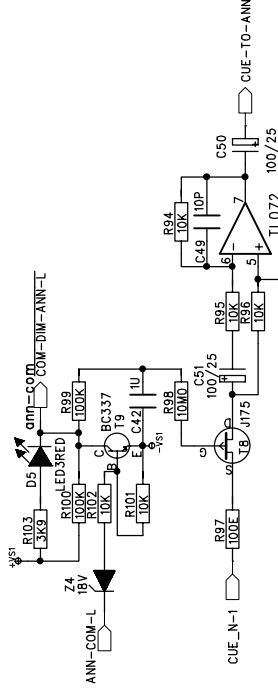 ann-com
COM-DIM-ANN-L
+VS1
R103
3K9
D5
LED3RED
R99
100K
R100
100K
R102
10K
BC337
T9
C
B
E
1U
C42
-VS1
R101
10K
R98
10M0
Z4
18V
ANN-COM-L
CUE_N-1
R97
100E
G
S
D
T8
J175
C51
100/25
R95
10K
R96
10K
R94
10K
10P
C49
6
-
5
+
7
TL072
C50
100/25
CUE-TO-ANN